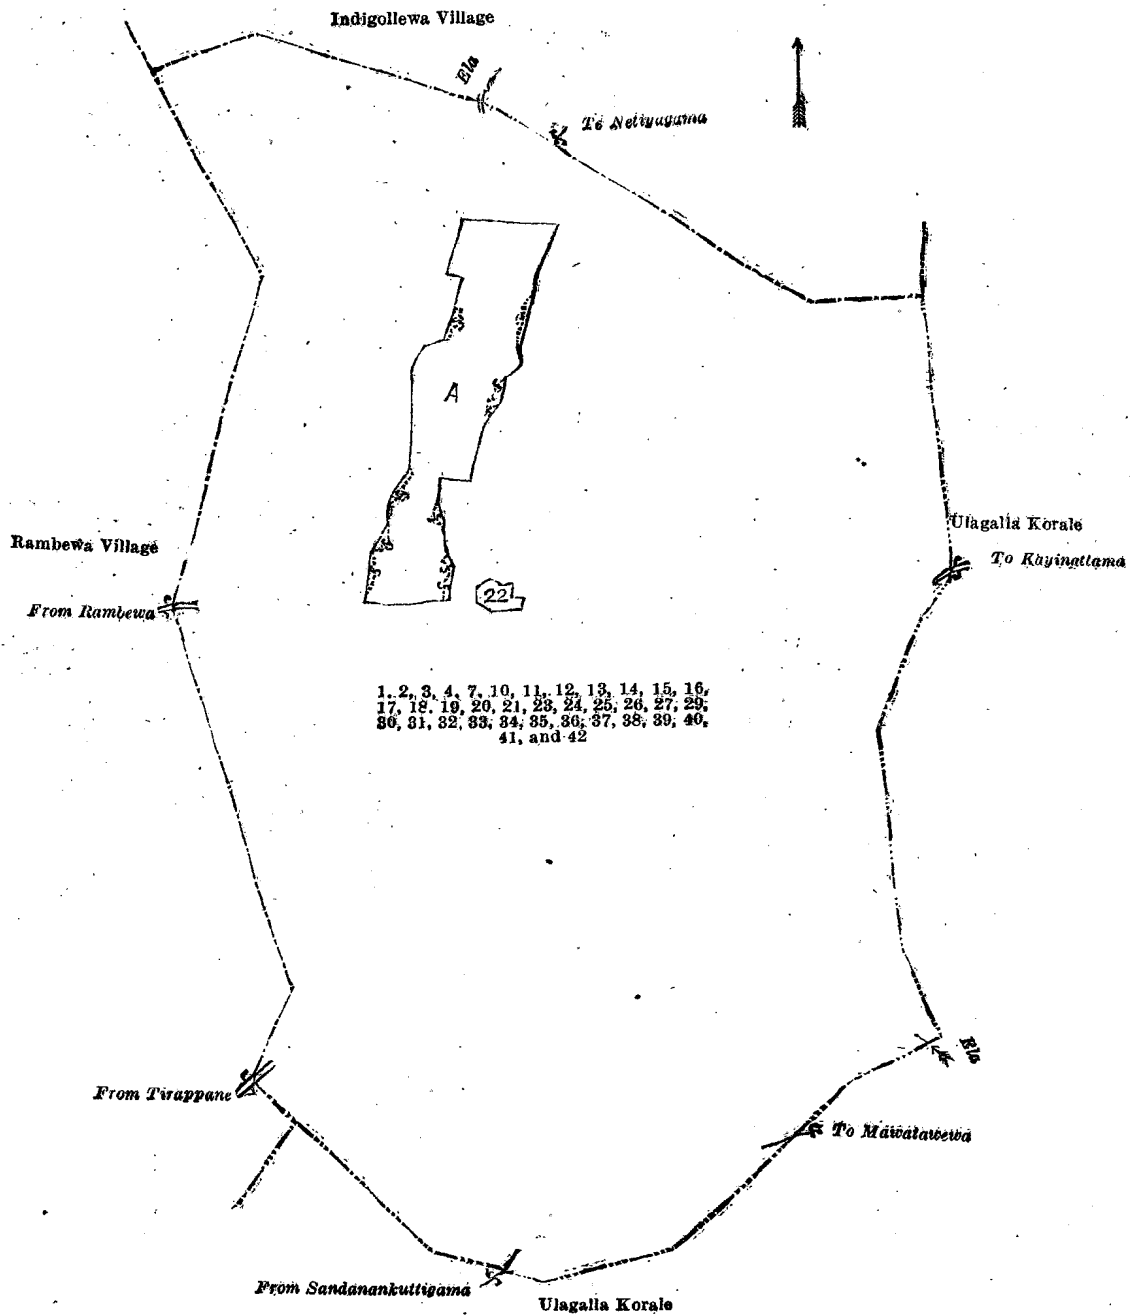 Indigollewa Village
Ela
To Netiyagama
A
Ulagalla Korale
Rambewa Village
To Kayinattama
22
From Rambewa
1, 2, 3, 4, 7, 10, 11, 12, 13, 14, 15, 16,
17, 18, 19, 20, 21, 23, 24, 25, 26, 27, 29,
30, 31, 32, 33, 34, 35, 36, 37, 38, 39, 40,
41, and 42
Ela
From Tirappane
To Mawatawewa
From Sandanankuttigama
Ulagalla Korale